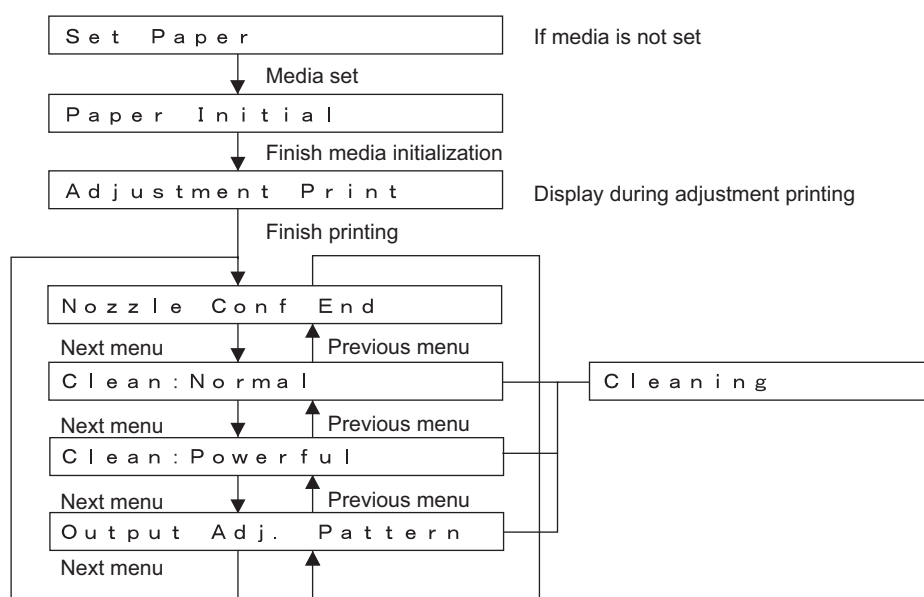 Set Paper
If media is not set
Media set
Paper Initial
Finish media initialization
Adjustment Print
Display during adjustment printing
Finish printing
Nozzle Conf End
Next menu
Previous menu
Clean:Normal
Cleaning
Next menu
Previous menu
Clean:Powerful
Next menu
Previous menu
Output Adj. Pattern
Next menu